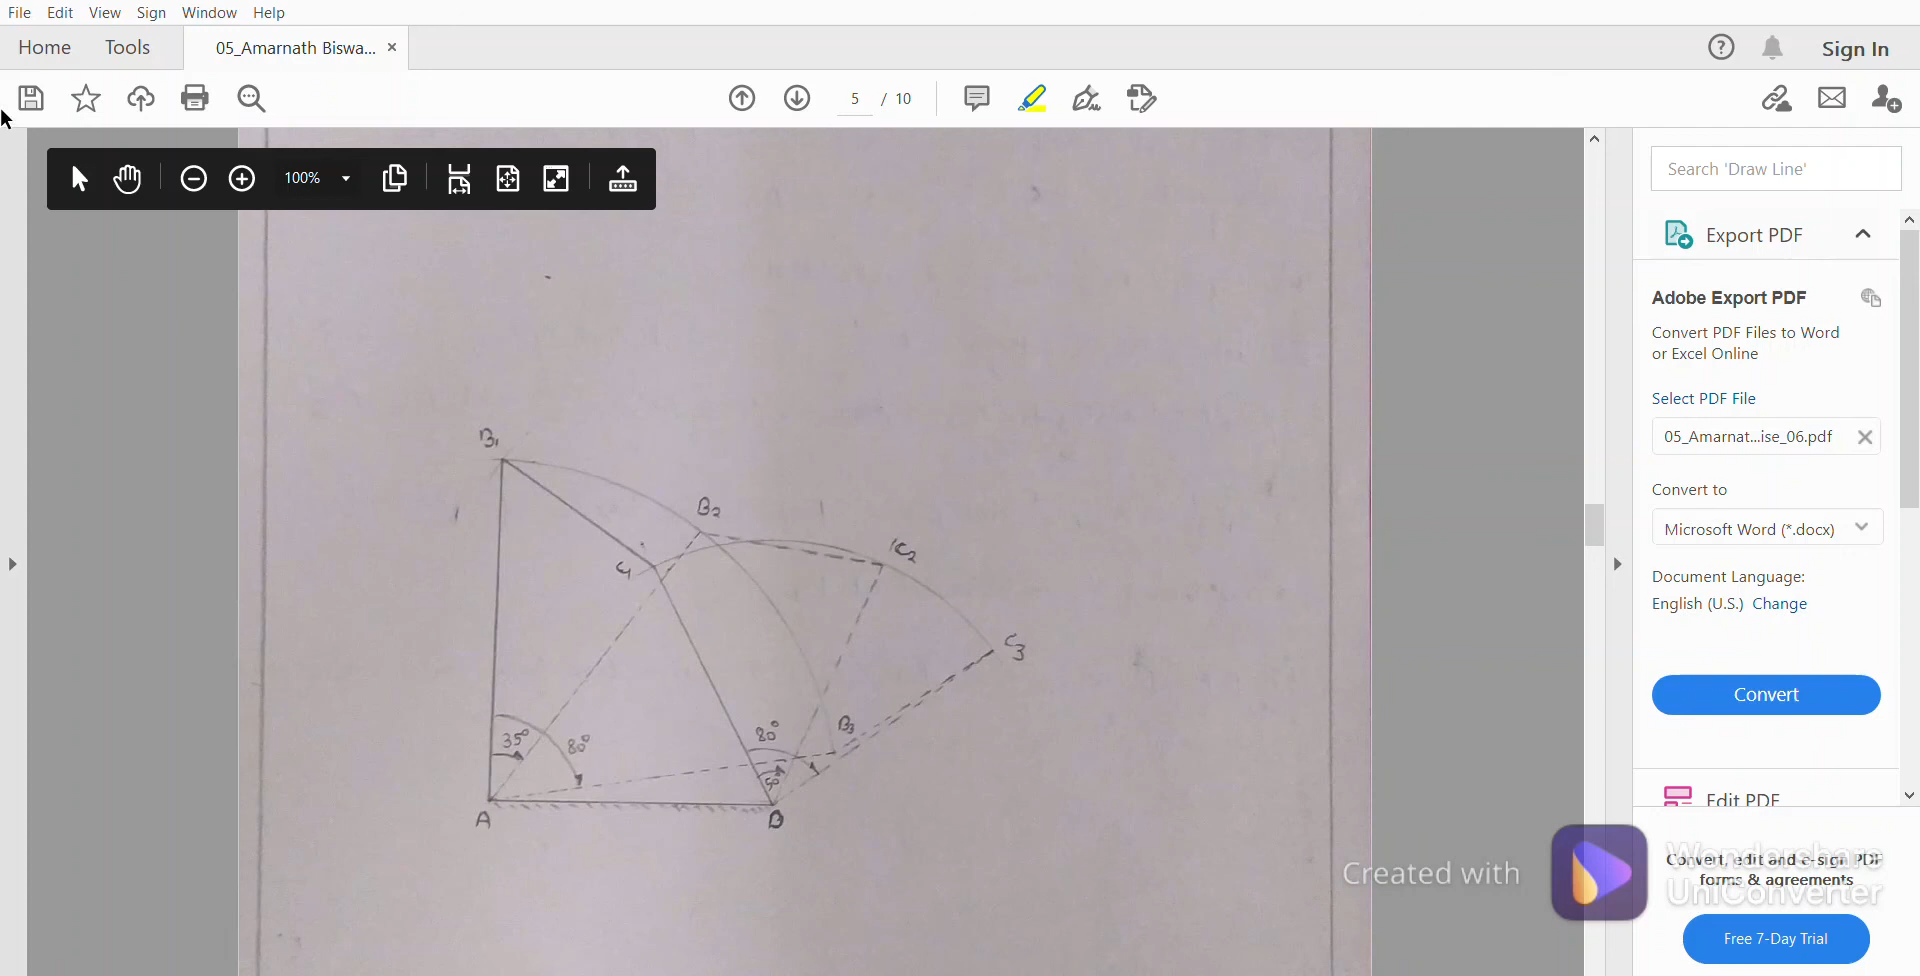 File Edit View Sign Window Help
Home Tools 05_Amarnath Biswa... × Sign In
5 / 10
100%
Search 'Draw Line'
Export PDF
Adobe Export PDF
Convert PDF Files to Word
or Excel Online
Select PDF File
05_Amarnat...ise_06.pdf
Convert to
Microsoft Word (*.docx)
Document Language:
English (U.S.) Change
Convert
Edit PDF
Convert, edit and e-sign PDF
forms & agreements
Free 7-Day Trial
B₁
B₂
C₂
C₁
C₃
B₃
35°
80°
80°
A
D
Created with
Wondershare
UniConverter